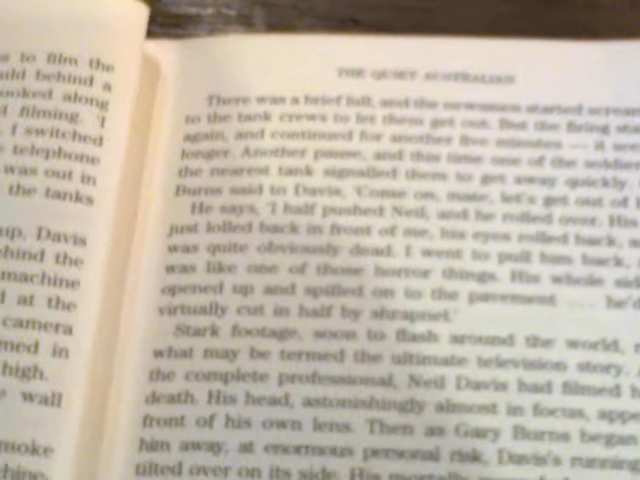 s to film the
uld behind a
ooked along
d filming. 'I
I switched
telephone
was out in
the tanks
up. Davis
ehind the
machine
d at the
camera
med in
high.
wall
moke
THE QUIET AUSTRALIAN
There was a brief lull, and the newsmen started
to the tank crews to let them get out. But the firing
again, and continued for another five minutes — it
longer. Another pause, and this time one of the
the nearest tank signalled them to get away quickly.
Burns said to Davis, 'Come on, mate, let's get out of
He says, 'I half pushed Neil, and he rolled over. His
just lolled back in front of me, his eyes rolled back,
was quite obviously dead. I went to pull him back,
was like one of those horror things. His whole
opened up and spilled on to the pavement ... he'd
virtually cut in half by shrapnel.'
Stark footage, soon to flash around the world,
what may be termed the ultimate television story.
the complete professional, Neil Davis had filmed
death. His head, astonishingly almost in focus,
front of his own lens. Then as Gary Burns began
him away, at enormous personal risk, Davis's running
tilted over on its side. His mortally